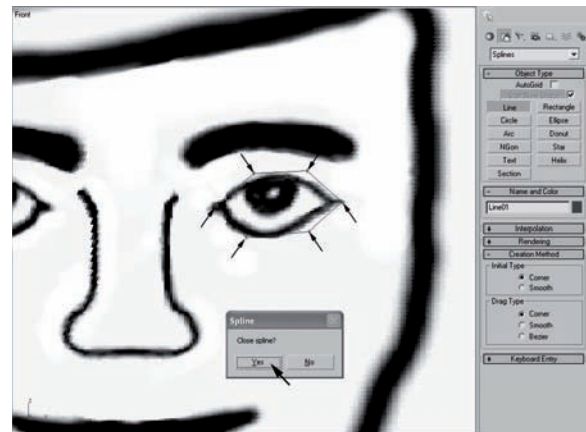 Front
Splines
Object Type
AutoGrid
Line Rectangle
Circle Ellipse
Arc Donut
NGon Star
Text Helix
Section
Name and Color
Line01
Interpolation
Rendering
Creation Method
Initial Type
Corner
Smooth
Drag Type
Corner
Smooth
Bezier
Keyboard Entry
Spline
Close spline?
Yes No